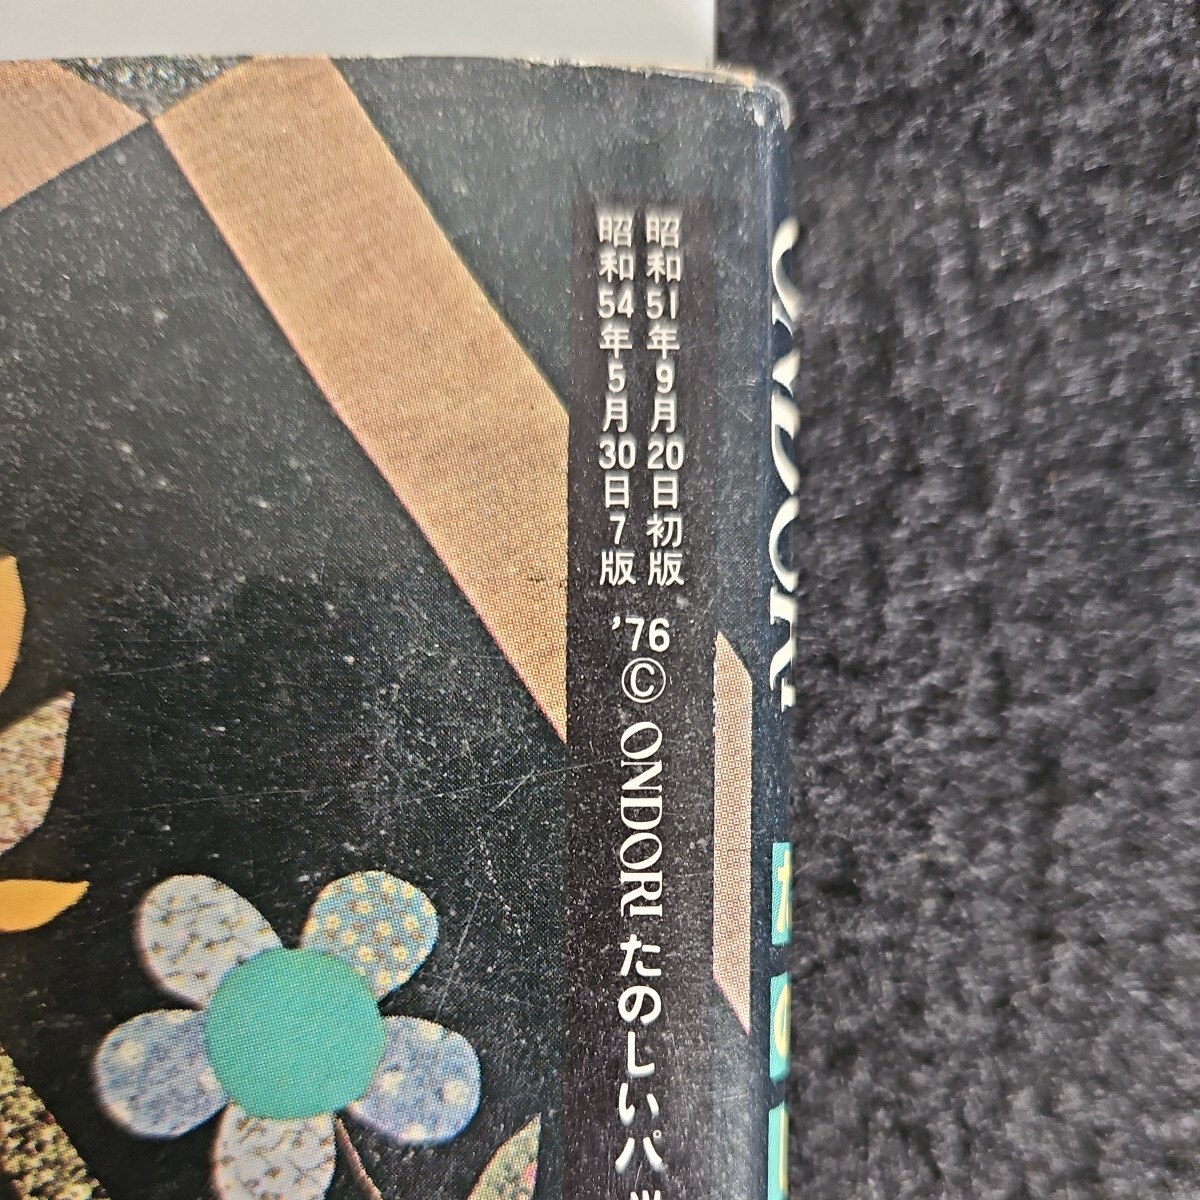 昭和51年9月20日初版
昭和54年5月30日7版
'76 © ONDORI たのしいパ
ONDORI